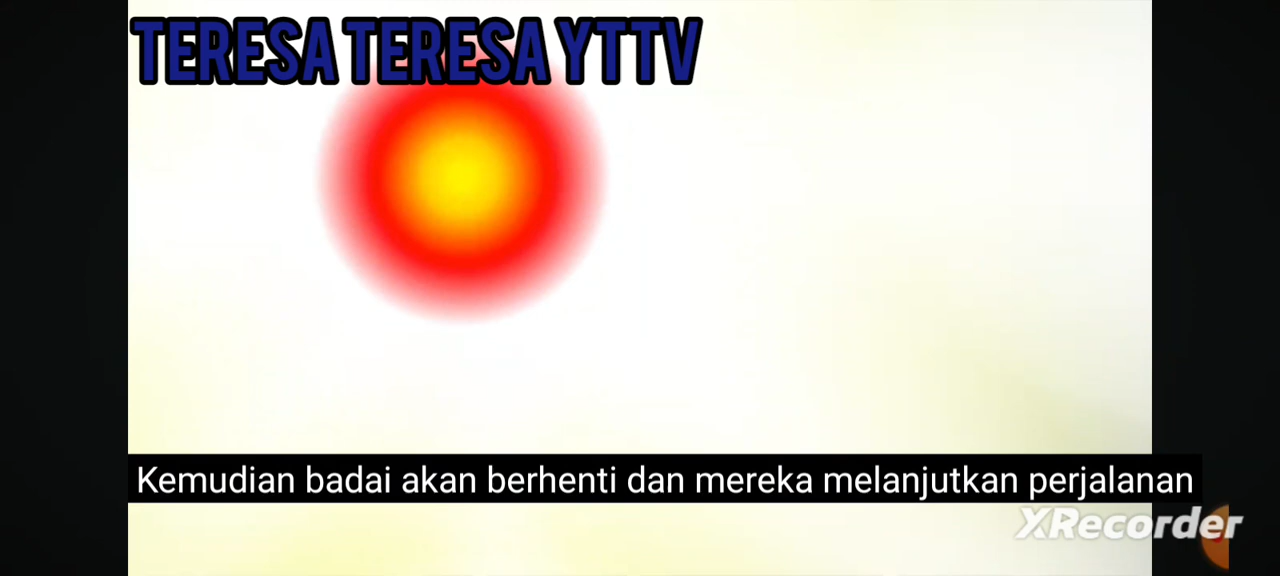 TERESA TERESA YTTV
Kemudian badai akan berhenti dan mereka melanjutkan perjalanan
XRecorder